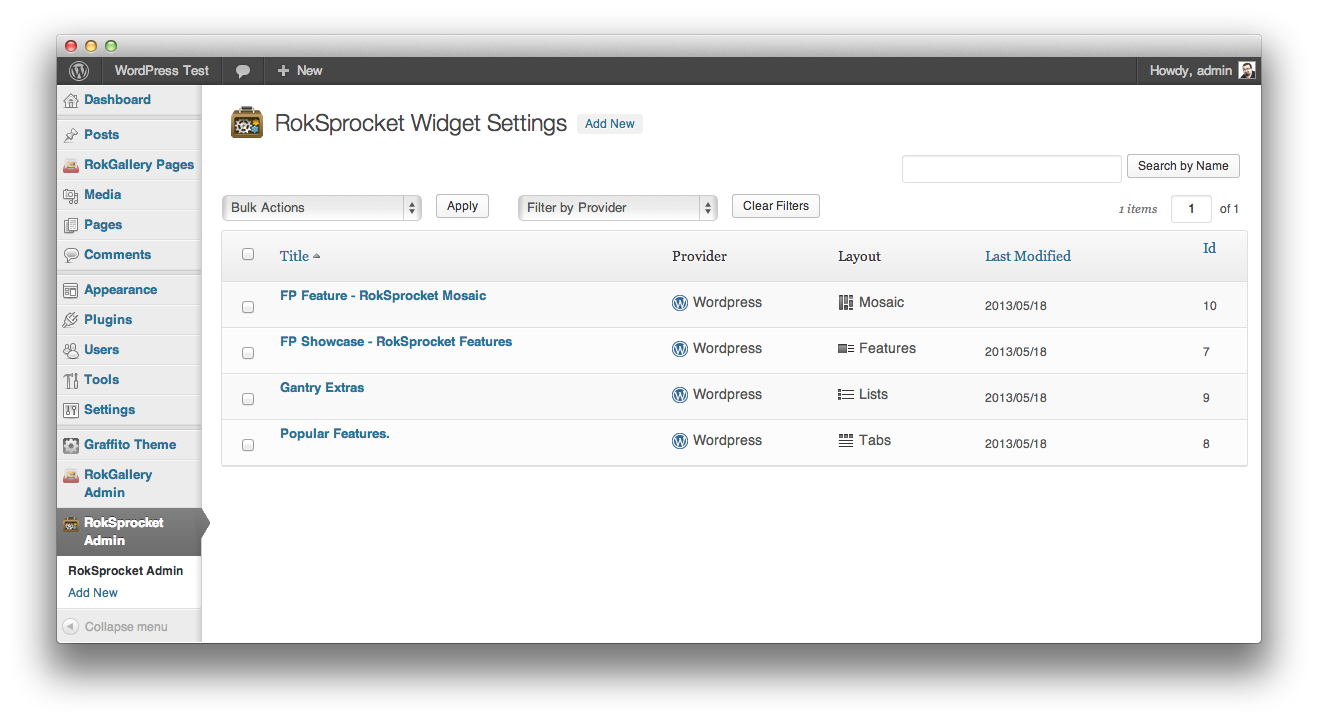 WordPress Test
New
Howdy, admin
Dashboard
Posts
RokGallery Pages
Media
Pages
Comments
Appearance
Plugins
Users
Tools
Settings
Graffito Theme
RokGallery
Admin
RokSprocket
Admin
RokSprocket Admin
Add New
Collapse menu
RokSprocket Widget Settings Add New
Search by Name
Bulk Actions Apply Filter by Provider Clear Filters 1 items 1 of 1
Title Provider Layout Last Modified Id
FP Feature - RokSprocket Mosaic Wordpress Mosaic 2013/05/18 10
FP Showcase - RokSprocket Features Wordpress Features 2013/05/18 7
Gantry Extras Wordpress Lists 2013/05/18 9
Popular Features. Wordpress Tabs 2013/05/18 8